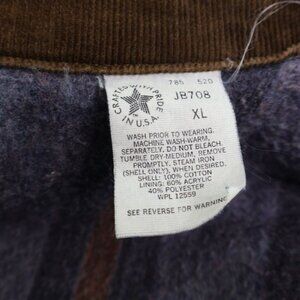 785 520
CRAFTED WITH PRIDE
IN U.S.A.
JB708
XL
WASH PRIOR TO WEARING.
MACHINE WASH-WARM,
SEPARATELY. DO NOT BLEACH.
TUMBLE DRY-MEDIUM. REMOVE
PROMPTLY. STEAM IRON
(SHELL ONLY), WHEN DESIRED.
SHELL: 100% COTTON
LINING: 60% ACRYLIC
40% POLYESTER
WPL 12559
SEE REVERSE FOR WARRANTY